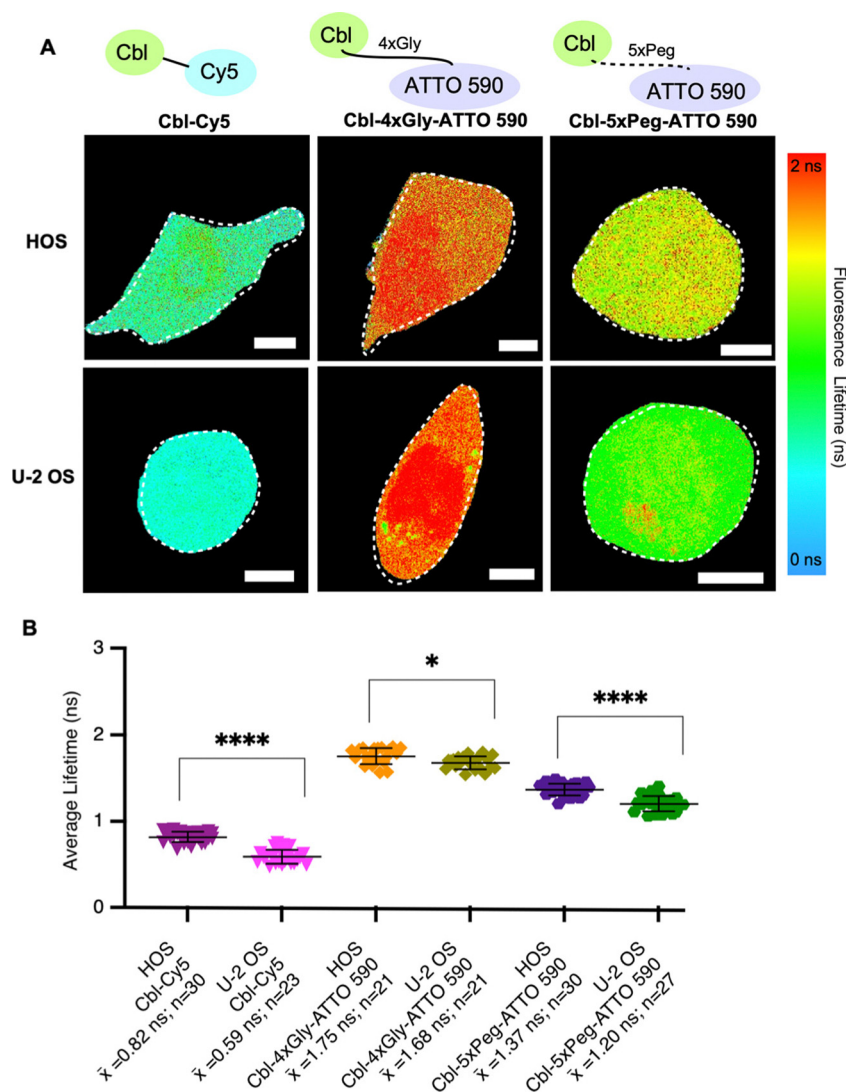 A
Cbl
Cy5
Cbl
4xGly
ATTO 590
Cbl
5xPeg
ATTO 590
Cbl-Cy5
Cbl-4xGly-ATTO 590
Cbl-5xPeg-ATTO 590
HOS
U-2 OS
2 ns
0 ns
Fluorescence Lifetime (ns)
B
Average Lifetime (ns)
3
2
1
0
****
*
****
HOS
Cbl-Cy5
x̄ =0.82 ns; n=30
U-2 OS
Cbl-Cy5
x̄ =0.59 ns; n=23
HOS
Cbl-4xGly-ATTO 590
x̄ =1.75 ns; n=21
U-2 OS
Cbl-4xGly-ATTO 590
x̄ =1.68 ns; n=21
HOS
Cbl-5xPeg-ATTO 590
x̄ =1.37 ns; n=30
U-2 OS
Cbl-5xPeg-ATTO 590
x̄ =1.20 ns; n=27